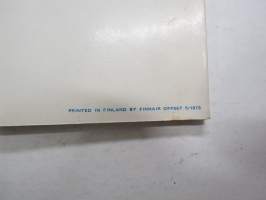 PRINTED IN FINLAND BY FINNAIR OFFSET 5/1975